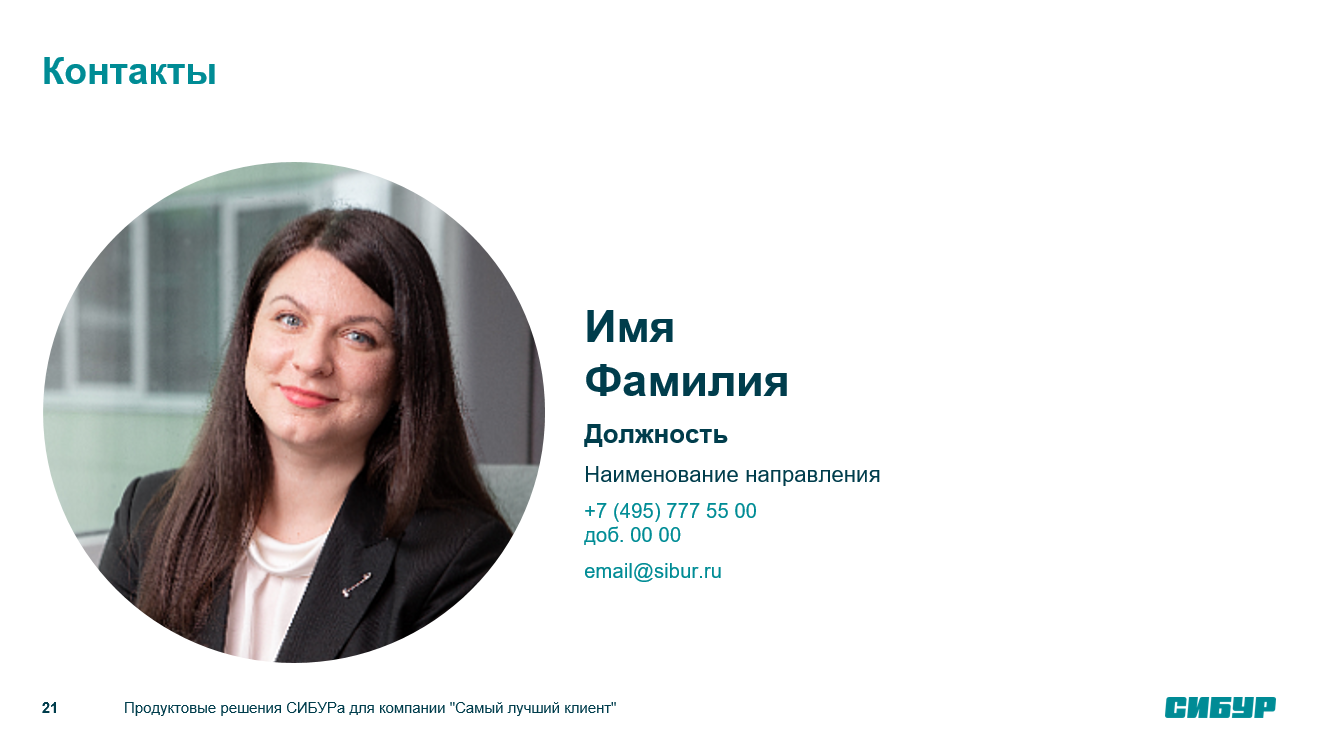 Контакты
Имя
Фамилия
Должность
Наименование направления
+7 (495) 777 55 00
доб. 00 00
email@sibur.ru
21
Продуктовые решения СИБУРа для компании "Самый лучший клиент"
СИБУР